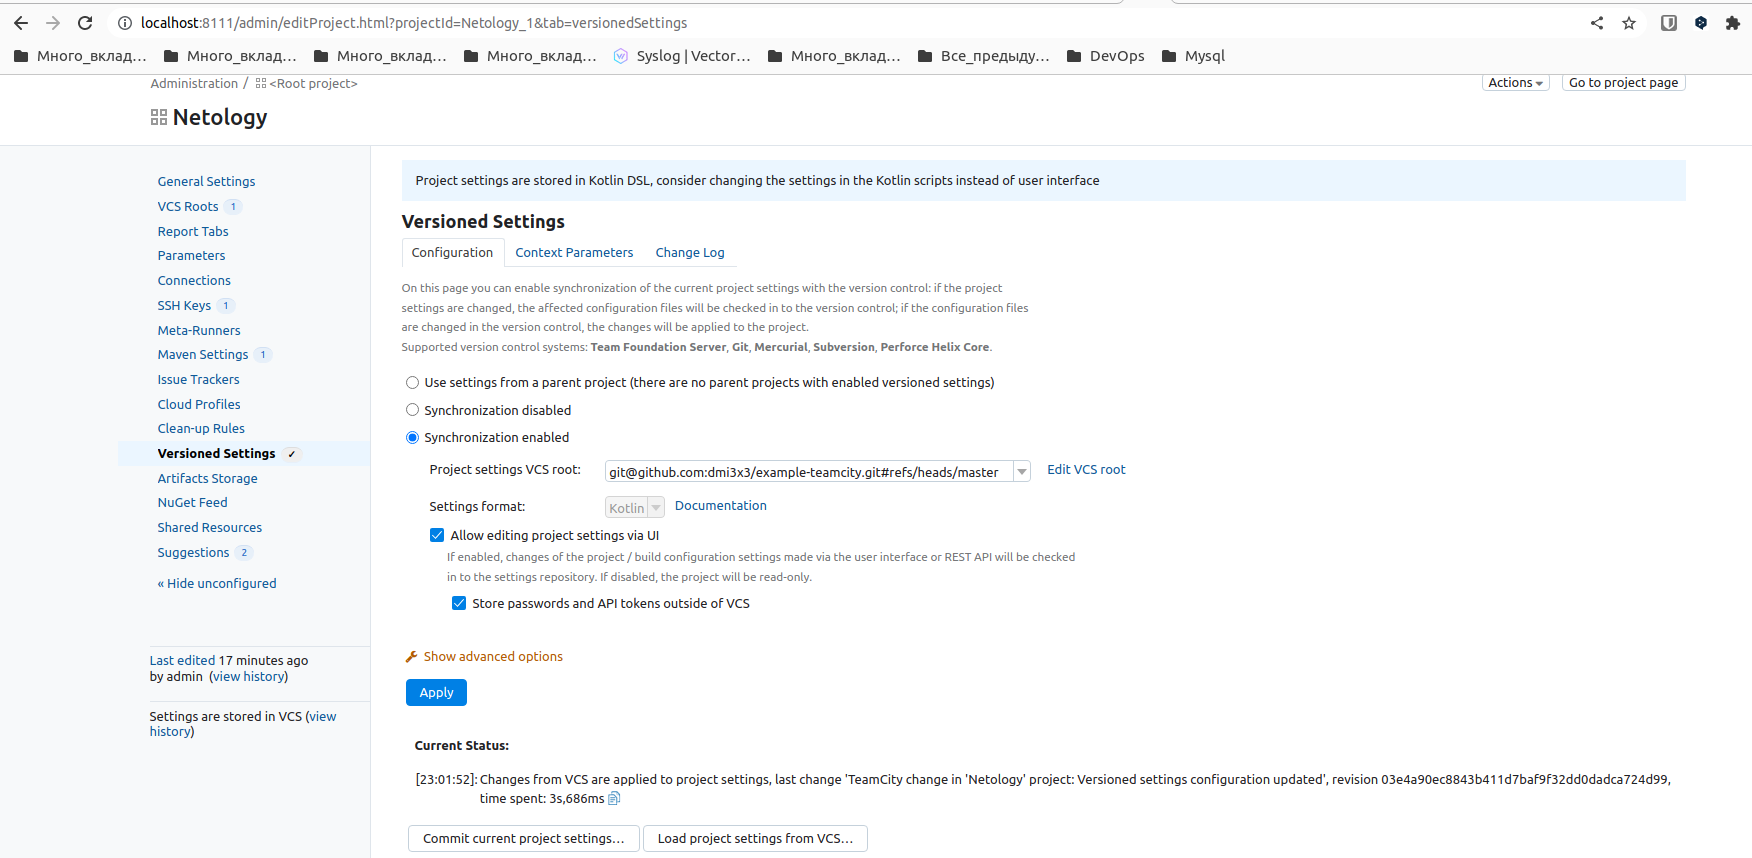 localhost:8111/admin/editProject.html?projectId=Netology_1&tab=versionedSettings
Много_вклад... Много_вклад... Много_вклад... Много_вклад... Syslog | Vector... Много_вклад... Все_предыду... DevOps Mysql
Administration / <Root project> Actions Go to project page
Netology
General Settings
VCS Roots 1
Report Tabs
Parameters
Connections
SSH Keys 1
Meta-Runners
Maven Settings 1
Issue Trackers
Cloud Profiles
Clean-up Rules
Versioned Settings ✓
Artifacts Storage
NuGet Feed
Shared Resources
Suggestions 2
« Hide unconfigured
Last edited 17 minutes ago
by admin (view history)
Settings are stored in VCS (view
history)
Project settings are stored in Kotlin DSL, consider changing the settings in the Kotlin scripts instead of user interface
Versioned Settings
Configuration Context Parameters Change Log
On this page you can enable synchronization of the current project settings with the version control: if the project
settings are changed, the affected configuration files will be checked in to the version control; if the configuration files
are changed in the version control, the changes will be applied to the project.
Supported version control systems: Team Foundation Server, Git, Mercurial, Subversion, Perforce Helix Core.
Use settings from a parent project (there are no parent projects with enabled versioned settings)
Synchronization disabled
Synchronization enabled
Project settings VCS root: git@github.com:dmi3x3/example-teamcity.git#refs/heads/master Edit VCS root
Settings format: Kotlin Documentation
Allow editing project settings via UI
If enabled, changes of the project / build configuration settings made via the user interface or REST API will be checked
in to the settings repository. If disabled, the project will be read-only.
Store passwords and API tokens outside of VCS
Show advanced options
Apply
Current Status:
[23:01:52]: Changes from VCS are applied to project settings, last change 'TeamCity change in 'Netology' project: Versioned settings configuration updated', revision 03e4a90ec8843b411d7baf9f32dd0dadca724d99,
time spent: 3s,686ms
Commit current project settings... Load project settings from VCS...